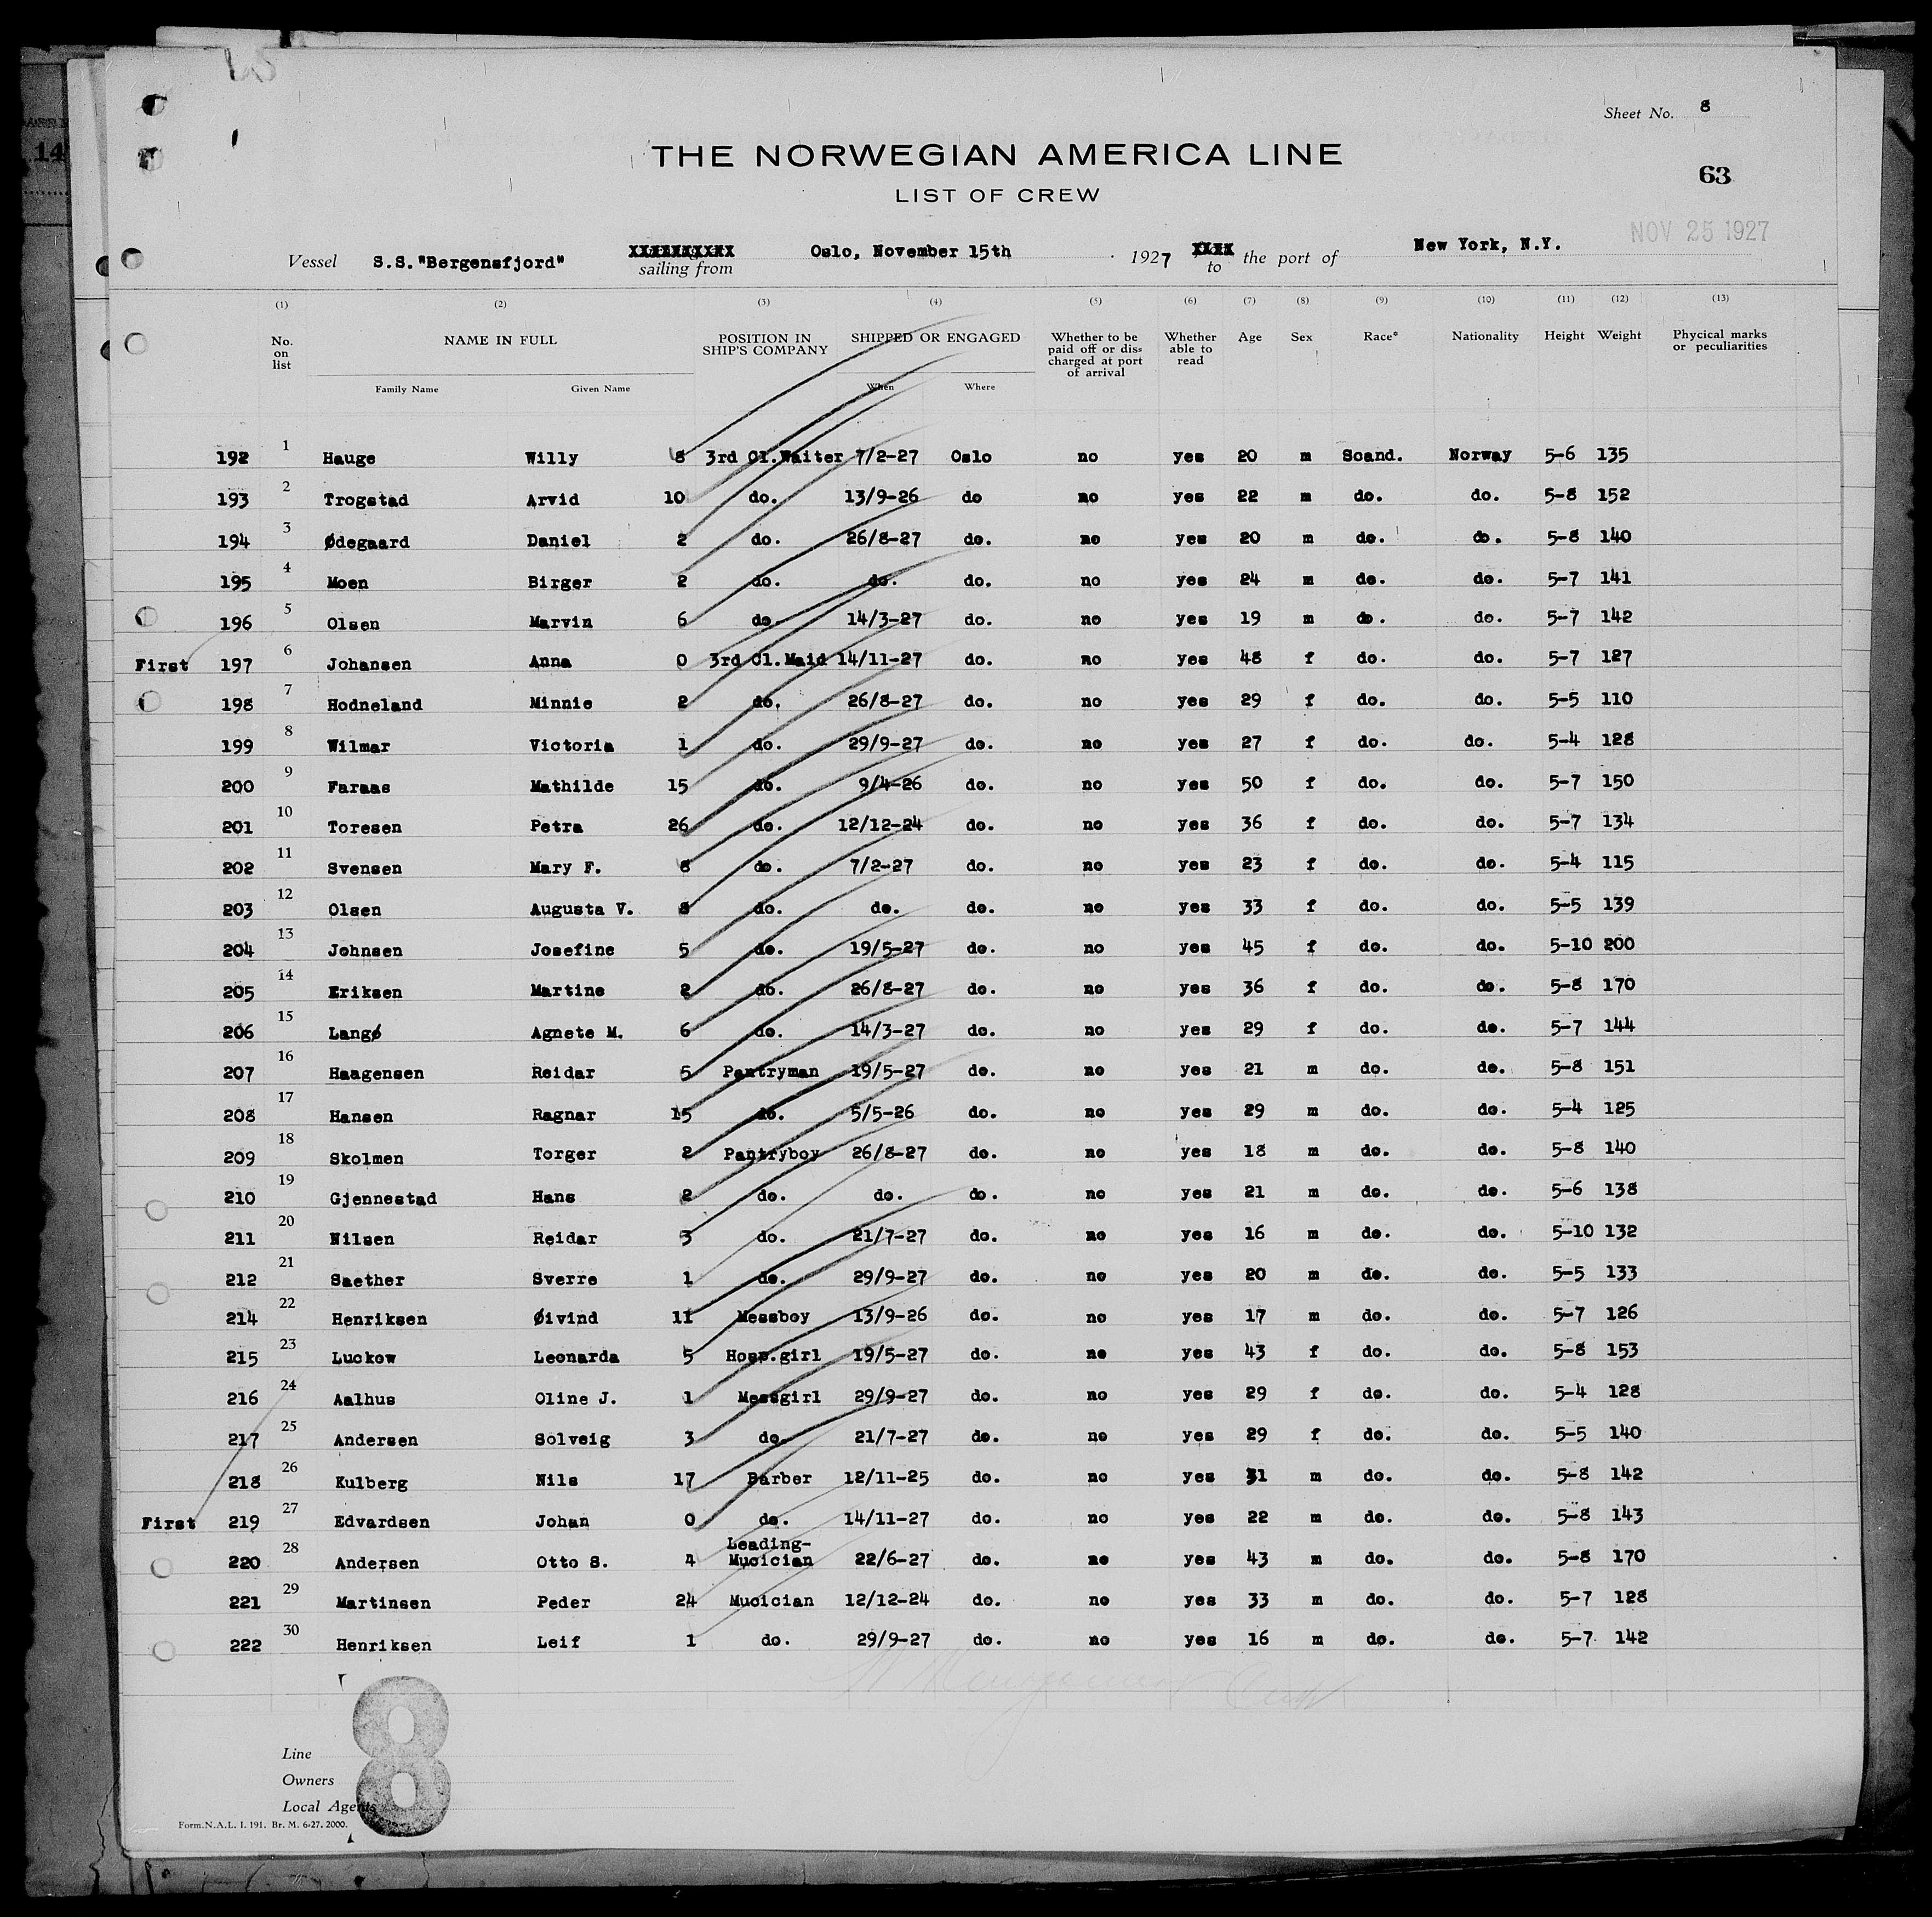 Sheet No. 8
THE NORWEGIAN AMERICA LINE
63
LIST OF CREW
NOV 25 1927
Vessel S.S."Bergensfjord" XXXXXXXXXX sailing from Oslo, November 15th 1927 XXXX to the port of New York, N.Y.
(1) (2) (3) (4) (5) (6) (7) (8) (9) (10) (11) (12) (13)
No. on list NAME IN FULL POSITION IN SHIP'S COMPANY SHIPPED OR ENGAGED Whether to be paid off or discharged at port of arrival Whether able to read Age Sex Race* Nationality Height Weight Phycical marks or peculiarities
Family Name Given Name When Where
192 1 Hauge Willy 8 3rd Cl.Waiter 7/2-27 Oslo no yes 20 m Scand. Norway 5-6 135
193 2 Trogstad Arvid 10 do. 13/9-26 do no yes 22 m do. do. 5-8 152
194 3 Ødegaard Daniel 2 do. 26/8-27 do. no yes 20 m do. do. 5-8 140
195 4 Moen Birger 2 do. do. do. no yes 24 m do. do. 5-7 141
196 5 Olsen Marvin 6 do. 14/3-27 do. no yes 19 m do. do. 5-7 142
First 197 6 Johansen Anna 0 3rd Cl.Maid 14/11-27 do. no yes 48 f do. do. 5-7 127
198 7 Hodneland Minnie 2 do. 26/8-27 do. no yes 29 f do. do. 5-5 110
199 8 Wilmar Victoria 1 do. 29/9-27 do. no yes 27 f do. do. 5-4 128
200 9 Faraas Mathilde 15 do. 9/4-26 do. no yes 50 f do. do. 5-7 150
201 10 Toresen Petra 26 do. 12/12-24 do. no yes 36 f do. do. 5-7 134
202 11 Svensen Mary F. 8 do. 7/2-27 do. no yes 23 f do. do. 5-4 115
203 12 Olsen Augusta V. 8 do. do. do. no yes 33 f do. do. 5-5 139
204 13 Johnsen Josefine 5 do. 19/5-27 do. no yes 45 f do. do. 5-10 200
205 14 Eriksen Martine 2 do. 26/8-27 do. no yes 36 f do. do. 5-8 170
206 15 Langø Agnete M. 6 do. 14/3-27 do. no yes 29 f do. do. 5-7 144
207 16 Haagensen Reidar 5 Pantryman 19/5-27 do. no yes 21 m do. do. 5-8 151
208 17 Hansen Ragnar 15 do. 5/5-26 do. no yes 29 m do. do. 5-4 125
209 18 Skolmen Torger 2 Pantryboy 26/8-27 do. no yes 18 m do. do. 5-8 140
210 19 Gjennestad Hans 2 do. do. do. no yes 21 m do. do. 5-6 138
211 20 Nilsen Reidar 3 do. 21/7-27 do. no yes 16 m do. do. 5-10 132
212 21 Saether Sverre 1 do. 29/9-27 do. no yes 20 m do. do. 5-5 133
214 22 Henriksen Øivind 11 Messboy 13/9-26 do. no yes 17 m do. do. 5-7 126
215 23 Luckow Leonarda 5 Hosp.girl 19/5-27 do. no yes 43 f do. do. 5-8 153
216 24 Aalhus Oline J. 1 Messgirl 29/9-27 do. no yes 29 f do. do. 5-4 128
217 25 Andersen Solveig 3 do. 21/7-27 do. no yes 29 f do. do. 5-5 140
218 26 Kulberg Nils 17 Barber 12/11-25 do. no yes 31 m do. do. 5-8 142
First 219 27 Edvardsen Johan 0 do. 14/11-27 do. no yes 22 m do. do. 5-8 143
220 28 Andersen Otto S. 4 Leading-Mucician 22/6-27 do. no yes 43 m do. do. 5-8 170
221 29 Martinsen Peder 24 Mucician 12/12-24 do. no yes 33 m do. do. 5-7 128
222 30 Henriksen Leif 1 do. 29/9-27 do. no yes 16 m do. do. 5-7 142
8
Line
Owners
Local Agents
Form.N.A.L. I. 191. Br. M. 6-27. 2000.
14